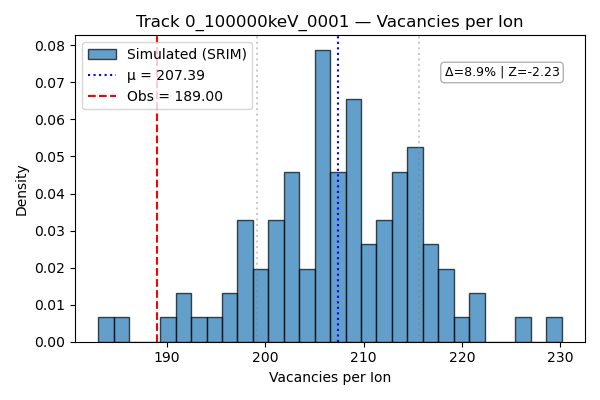 Track 0_100000keV_0001 — Vacancies per Ion
Simulated (SRIM)
μ = 207.39
Obs = 189.00
Δ=8.9% | Z=-2.23
Density
0.08
0.07
0.06
0.05
0.04
0.03
0.02
0.01
0.00
190
200
210
220
230
Vacancies per Ion